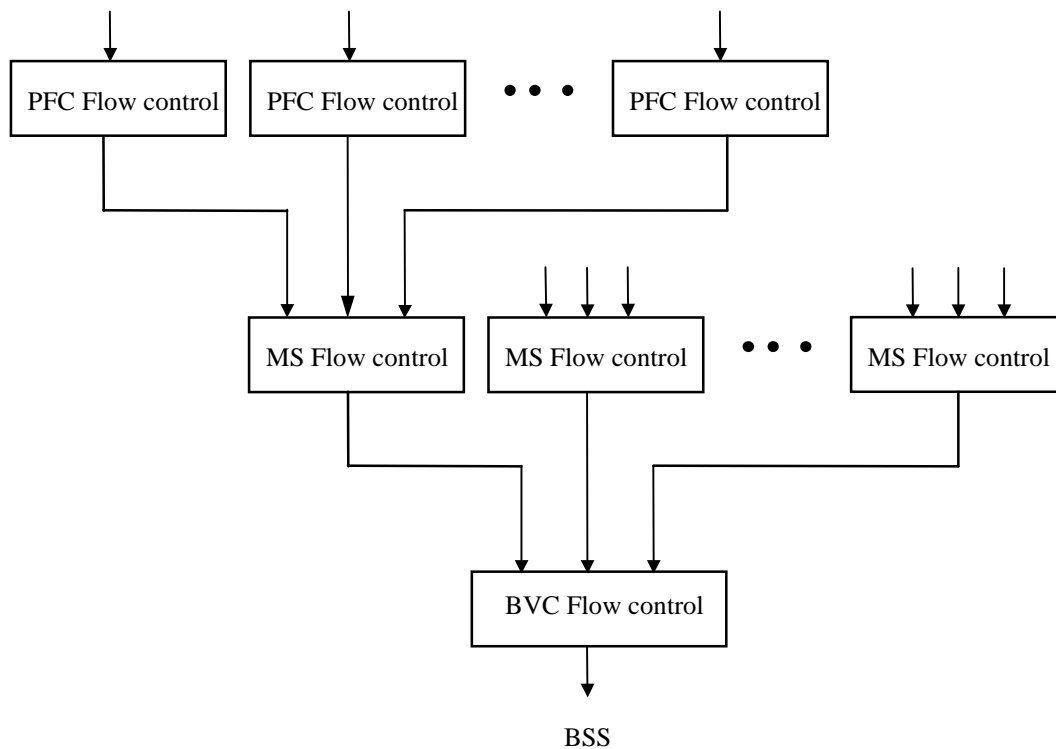 PFC Flow control
PFC Flow control
• • •
PFC Flow control
MS Flow control
MS Flow control
• • •
MS Flow control
BVC Flow control
BSS